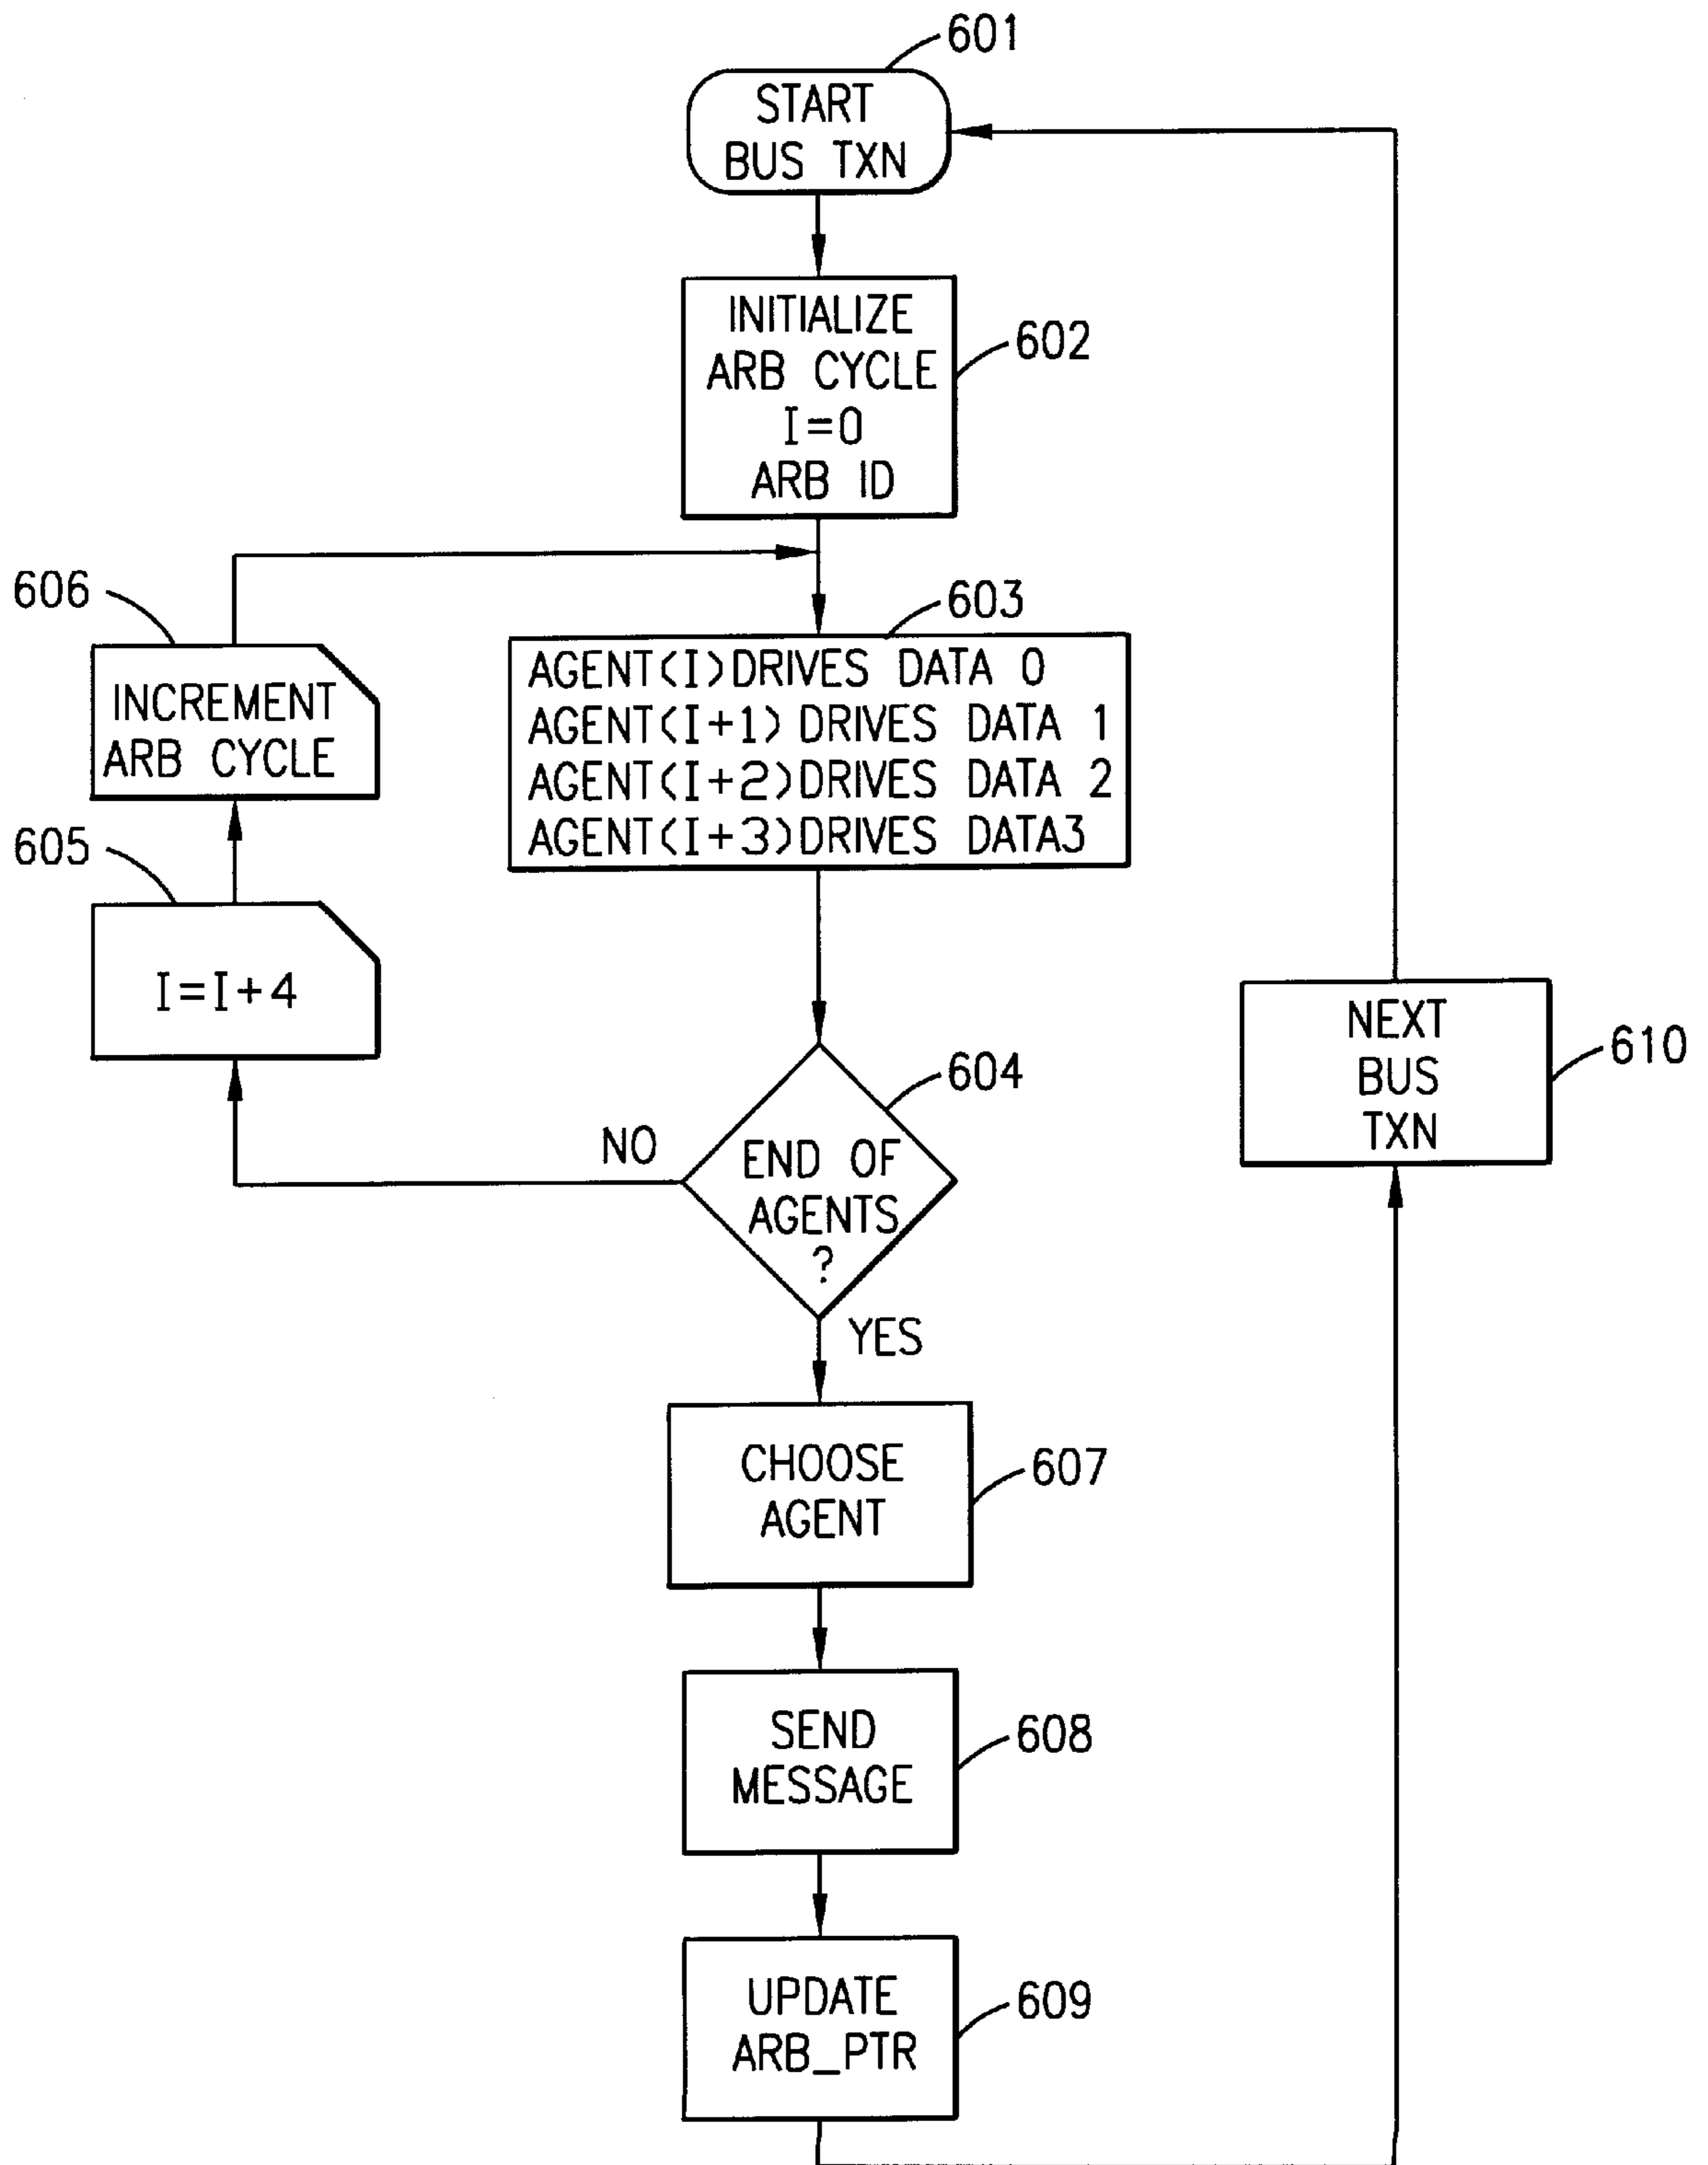 601
START
BUS TXN
INITIALIZE
ARB CYCLE
I=0
ARB ID
602
606
INCREMENT
ARB CYCLE
603
AGENT(I)DRIVES DATA 0
AGENT(I+1) DRIVES DATA 1
AGENT(I+2)DRIVES DATA 2
AGENT(I+3)DRIVES DATA3
605
I=I+4
604
END OF
AGENTS
?
NO
YES
NEXT
BUS
TXN
610
CHOOSE
AGENT
607
SEND
MESSAGE
608
UPDATE
ARB_PTR
609